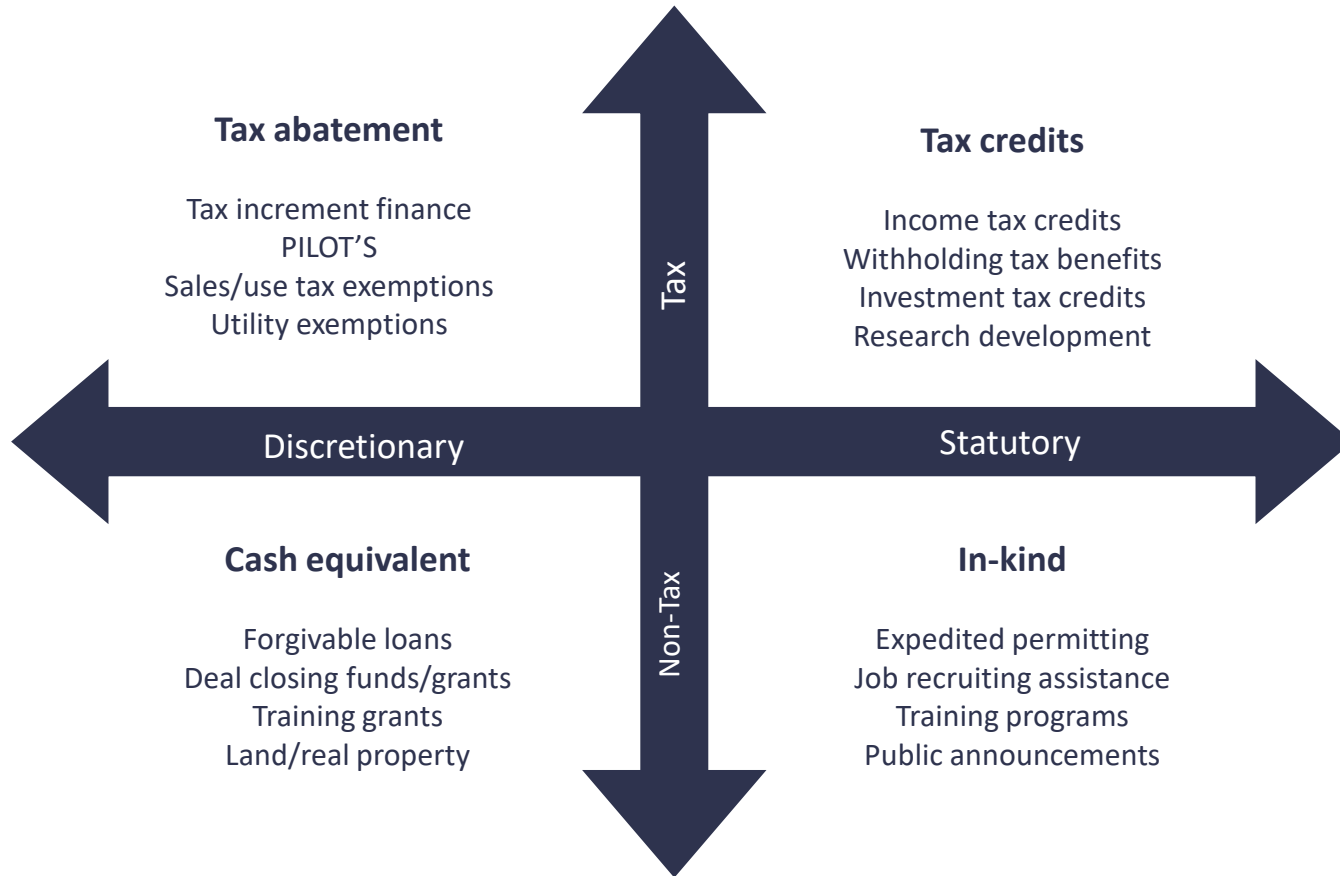 Tax abatement
Tax increment finance
PILOT’S
Sales/use tax exemptions
Utility exemptions
Tax credits
Income tax credits
Withholding tax benefits
Investment tax credits
Research development
Tax
Discretionary
Statutory
Non-Tax
Cash equivalent
Forgivable loans
Deal closing funds/grants
Training grants
Land/real property
In-kind
Expedited permitting
Job recruiting assistance
Training programs
Public announcements